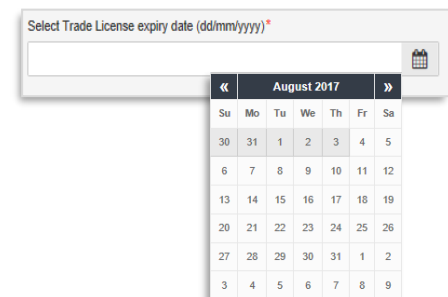 Select Trade License expiry date (dd/mm/yyyy)*
« August 2017 »
Su Mo Tu We Th Fr Sa
30 31 1 2 3 4 5
6 7 8 9 10 11 12
13 14 15 16 17 18 19
20 21 22 23 24 25 26
27 28 29 30 31 1 2
3 4 5 6 7 8 9